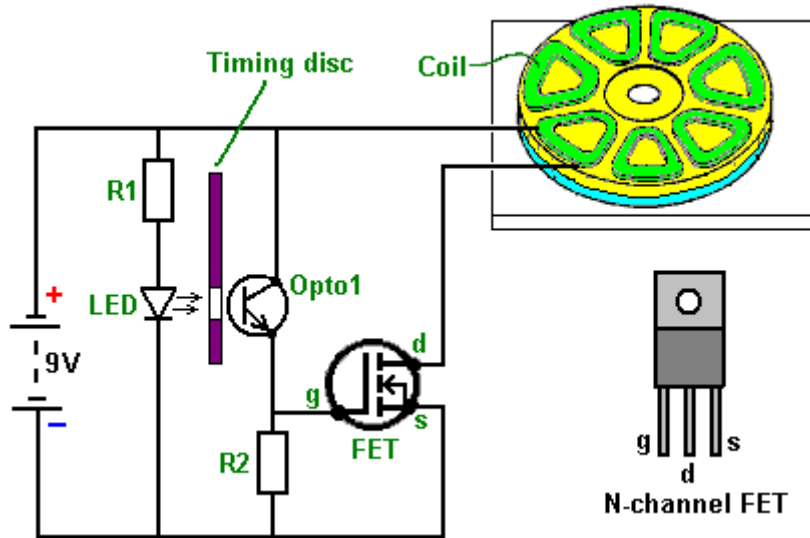 Timing disc
Coil
R1
LED
Opto1
+
9V
−
g
d
s
FET
R2
g
d
s
N-channel FET